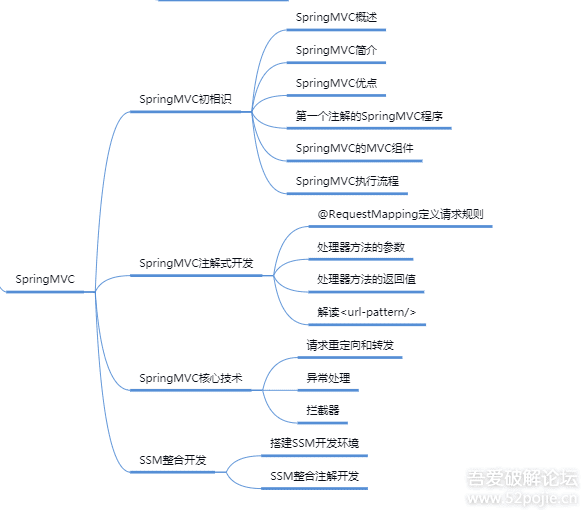 SpringMVC
SpringMVC初相识
SpringMVC概述
SpringMVC简介
SpringMVC优点
第一个注解的SpringMVC程序
SpringMVC的MVC组件
SpringMVC执行流程
SpringMVC注解式开发
@RequestMapping定义请求规则
处理器方法的参数
处理器方法的返回值
解读<url-pattern/>
SpringMVC核心技术
请求重定向和转发
异常处理
拦截器
SSM整合开发
搭建SSM开发环境
SSM整合注解开发
吾爱破解论坛
www.52pojie.cn